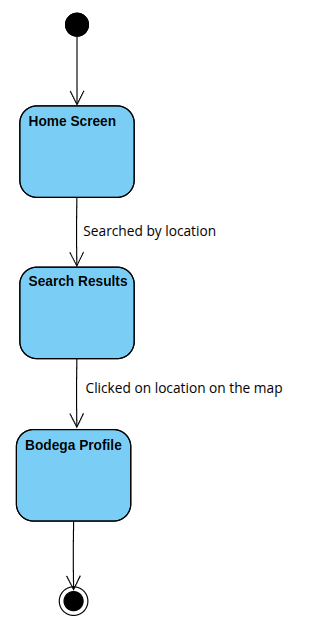 Home Screen
Searched by location
Search Results
Clicked on location on the map
Bodega Profile